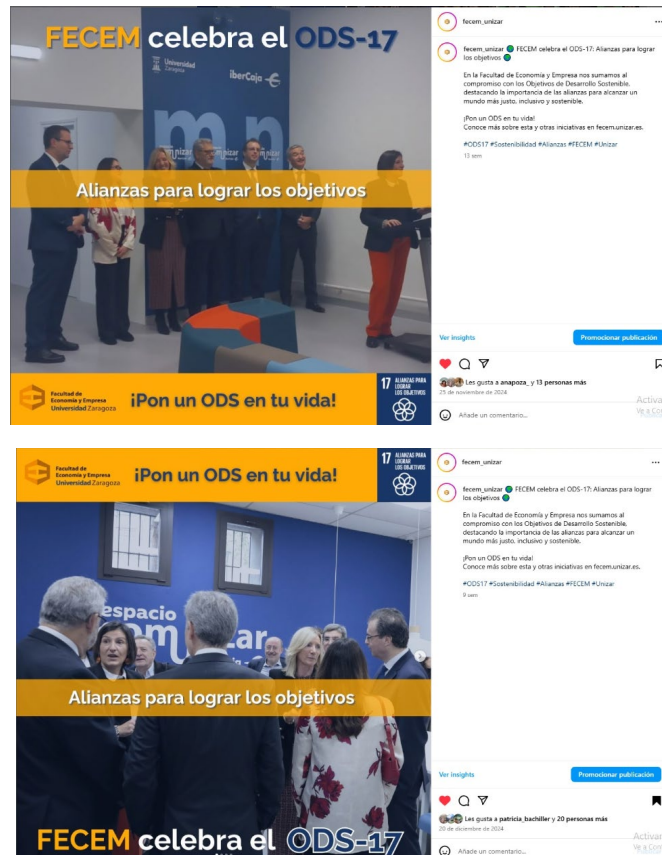 FECEM celebra el ODS-17
Universidad
Zaragoza
iberCaja
Alianzas para lograr los objetivos
Facultad de
Economía y Empresa
Universidad Zaragoza
¡Pon un ODS en tu vida!
17 ALIANZAS PARA
LOGRAR
LOS OBJETIVOS
fecem_unizar
fecem_unizar FECEM celebra el ODS-17: Alianzas para lograr
los objetivos
En la Facultad de Economía y Empresa nos sumamos al
compromiso con los Objetivos de Desarrollo Sostenible,
destacando la importancia de las alianzas para alcanzar un
mundo más justo, inclusivo y sostenible.
¡Pon un ODS en tu vida!
Conoce más sobre esta y otras iniciativas en fecem.unizar.es.
#ODS17 #Sostenibilidad #Alianzas #FECEM #Unizar
13 sem
Ver insights
Promocionar publicación
Les gusta a anapoza_ y 13 personas más
25 de noviembre de 2024
Añade un comentario...
Facultad de
Economía y Empresa
Universidad Zaragoza
¡Pon un ODS en tu vida!
17 ALIANZAS PARA
LOGRAR
LOS OBJETIVOS
espacio
Alianzas para lograr los objetivos
FECEM celebra el ODS-17
fecem_unizar
fecem_unizar FECEM celebra el ODS-17: Alianzas para lograr
los objetivos
En la Facultad de Economía y Empresa nos sumamos al
compromiso con los Objetivos de Desarrollo Sostenible,
destacando la importancia de las alianzas para alcanzar un
mundo más justo, inclusivo y sostenible.
¡Pon un ODS en tu vida!
Conoce más sobre esta y otras iniciativas en fecem.unizar.es.
#ODS17 #Sostenibilidad #Alianzas #FECEM #Unizar
9 sem
Ver insights
Promocionar publicación
Les gusta a patricia_bachiller y 20 personas más
20 de diciembre de 2024
Añade un comentario...